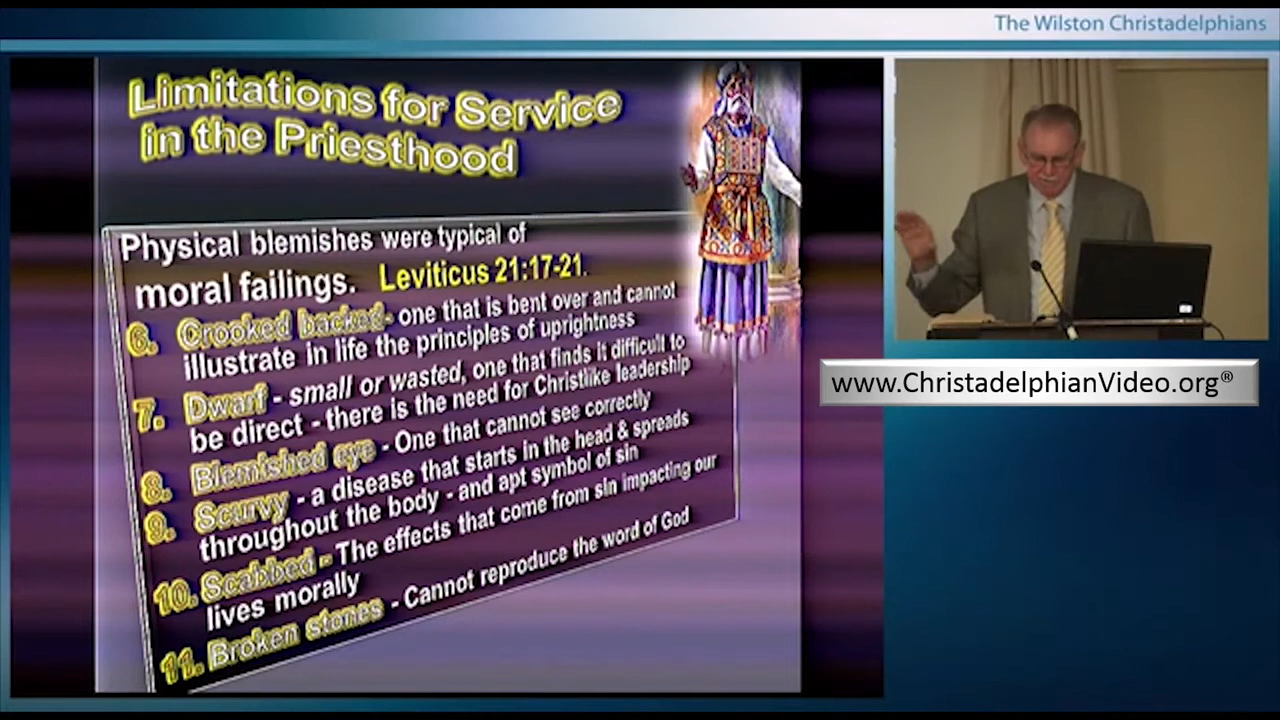 The Wilston Christadelphians
Limitations for Service
in the Priesthood
Physical blemishes were typical of
moral failings. Leviticus 21:17-21.
6. Crooked backed - one that is bent over and cannot
illustrate in life the principles of uprightness
7. Dwarf - small or wasted, one that finds it difficult to
be direct - there is the need for Christlike leadership
8. Blemished eye - One that cannot see correctly
9. Scurvy - a disease that starts in the head & spreads
throughout the body - and apt symbol of sin
10. Scabbed - The effects that come from sin impacting our
lives morally
11. Broken stones - Cannot reproduce the word of God
www.ChristadelphianVideo.org®